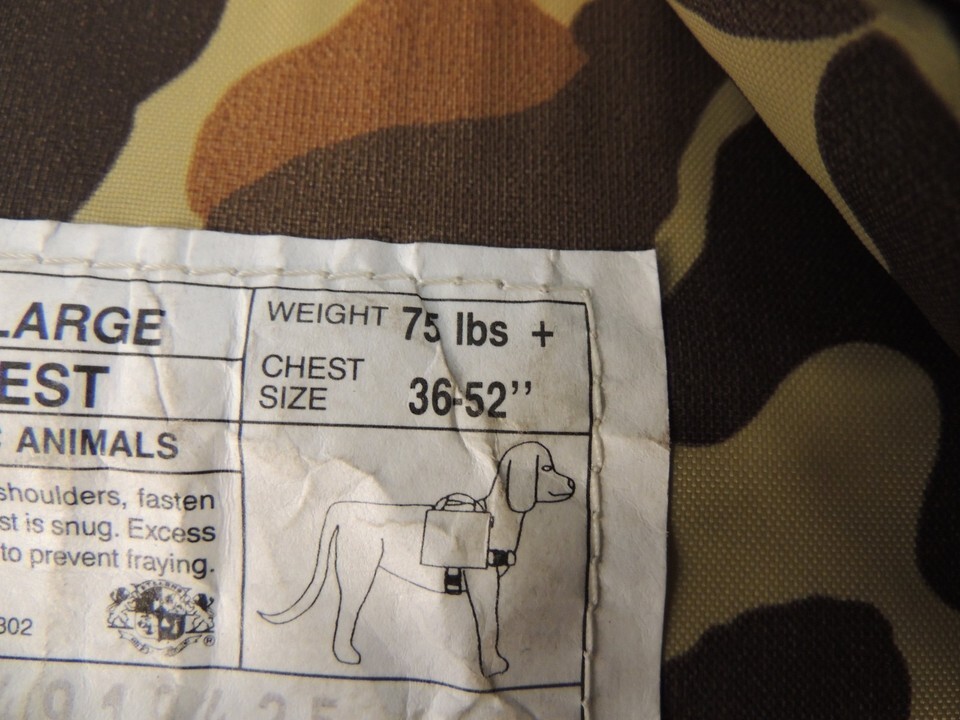 LARGE
WEIGHT 75 lbs +
EST
CHEST
SIZE 36-52”
ANIMALS
shoulders, fasten
st is snug. Excess
to prevent fraying.
302